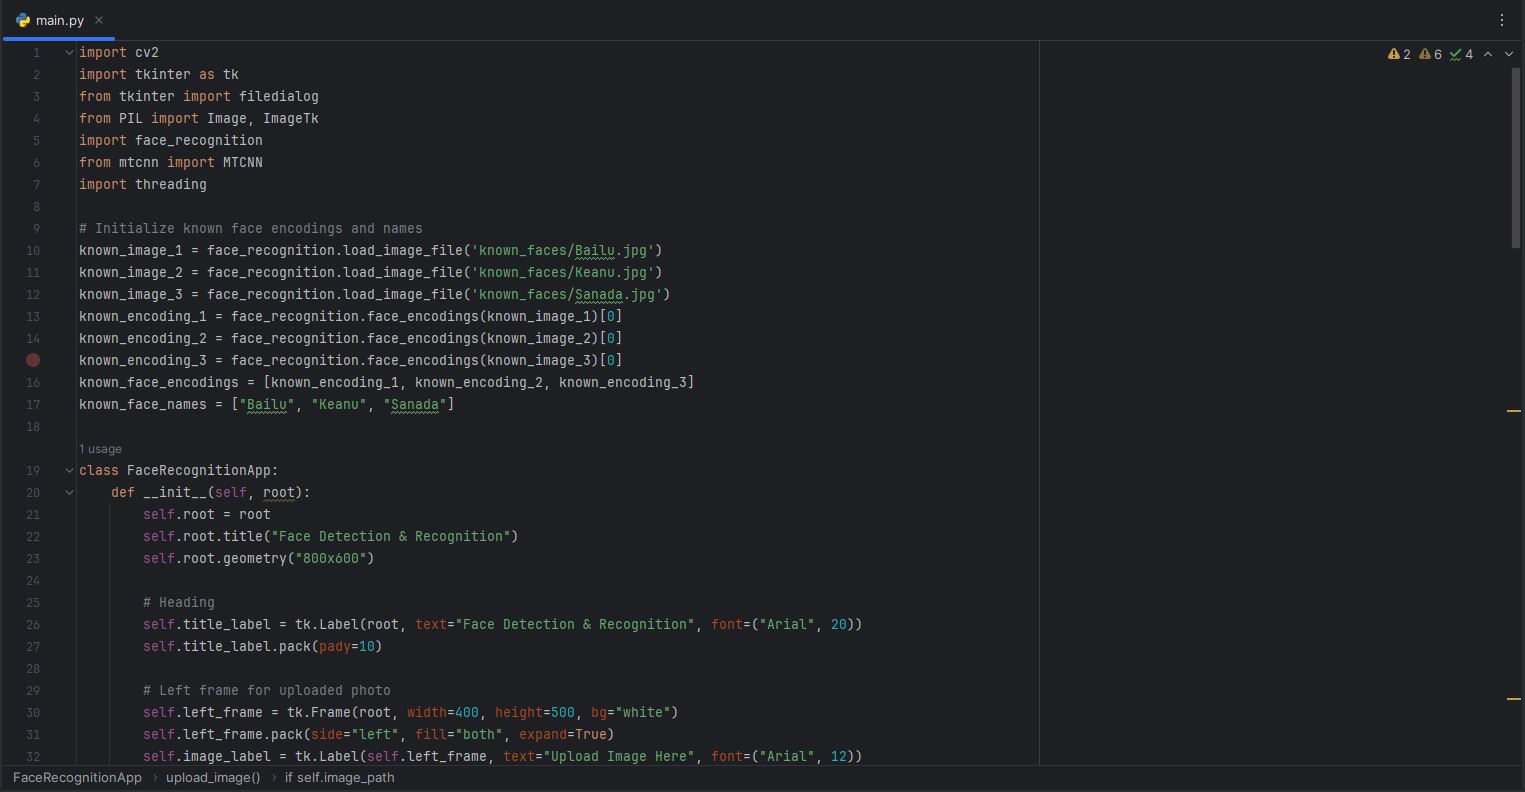 main.py
2 6 4
1 import cv2
2 import tkinter as tk
3 from tkinter import filedialog
4 from PIL import Image, ImageTk
5 import face_recognition
6 from mtcnn import MTCNN
7 import threading
8
9 # Initialize known face encodings and names
10 known_image_1 = face_recognition.load_image_file('known_faces/Bailu.jpg')
11 known_image_2 = face_recognition.load_image_file('known_faces/Keanu.jpg')
12 known_image_3 = face_recognition.load_image_file('known_faces/Sanada.jpg')
13 known_encoding_1 = face_recognition.face_encodings(known_image_1)[0]
14 known_encoding_2 = face_recognition.face_encodings(known_image_2)[0]
known_encoding_3 = face_recognition.face_encodings(known_image_3)[0]
16 known_face_encodings = [known_encoding_1, known_encoding_2, known_encoding_3]
17 known_face_names = ["Bailu", "Keanu", "Sanada"]
18
1 usage
19 class FaceRecognitionApp:
20     def __init__(self, root):
21         self.root = root
22         self.root.title("Face Detection & Recognition")
23         self.root.geometry("800x600")
24
25         # Heading
26         self.title_label = tk.Label(root, text="Face Detection & Recognition", font=("Arial", 20))
27         self.title_label.pack(pady=10)
28
29         # Left frame for uploaded photo
30         self.left_frame = tk.Frame(root, width=400, height=500, bg="white")
31         self.left_frame.pack(side="left", fill="both", expand=True)
32         self.image_label = tk.Label(self.left_frame, text="Upload Image Here", font=("Arial", 12))
FaceRecognitionApp › upload_image() › if self.image_path